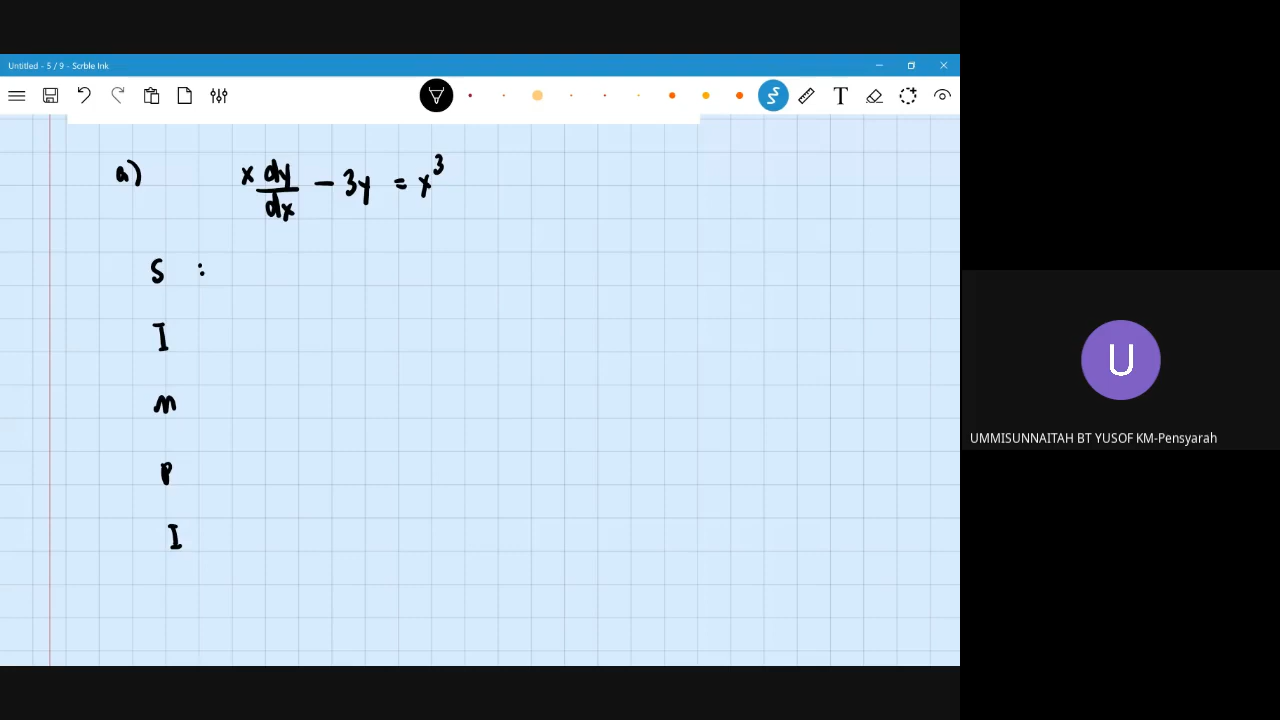 Untitled - 5 / 9 - Scrble Ink
T
a) x dy/dx - 3y = x³
S :
I
M
P
I
U
UMMISUNNAITAH BT YUSOF KM-Pensyarah